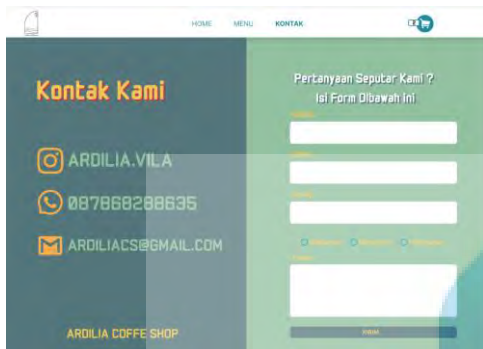 HOME MENU KONTAK
Kontak Kami
ARDILIA.VILA
087868288635
ARDILIACS@GMAIL.COM
ARDILIA COFFE SHOP
Pertanyaan Seputar Kami ?
Isi Form Dibawah Ini